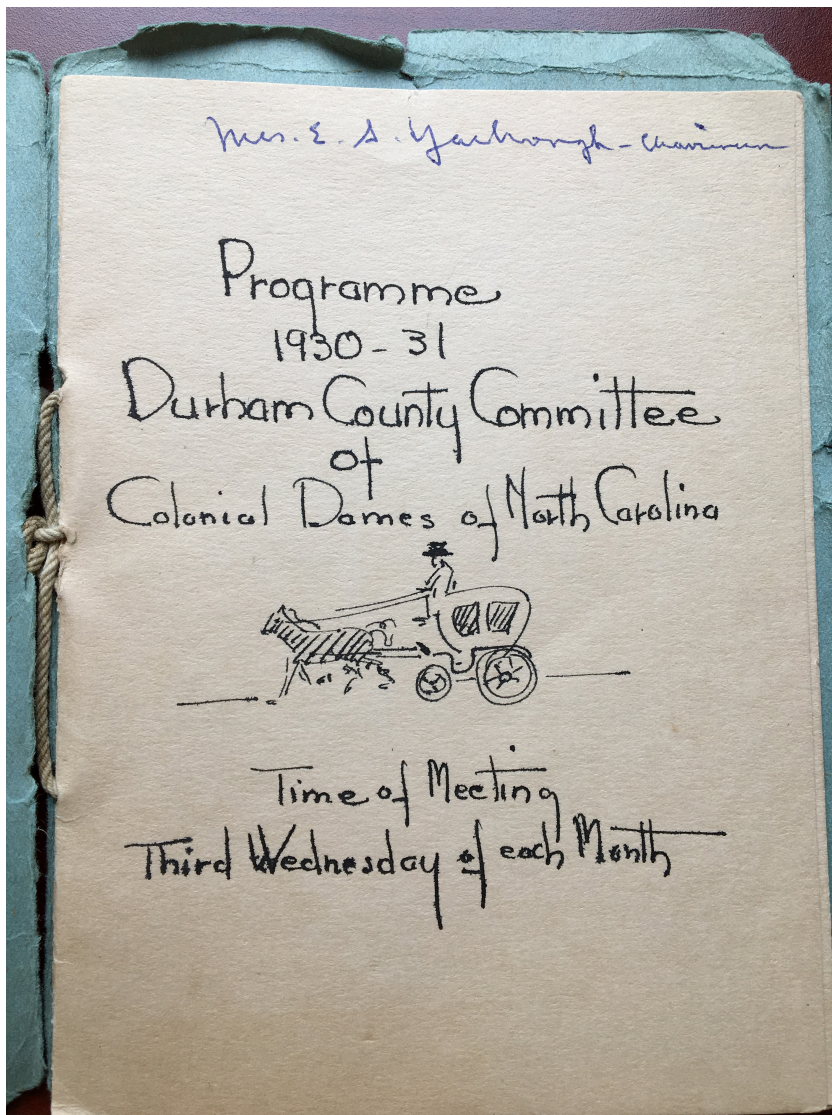 Mrs. E. S. Yarbrough - Chairman
Programme
1930-31
Durham County Committee
of
Colonial Dames of North Carolina
Time of Meeting
Third Wednesday of each Month